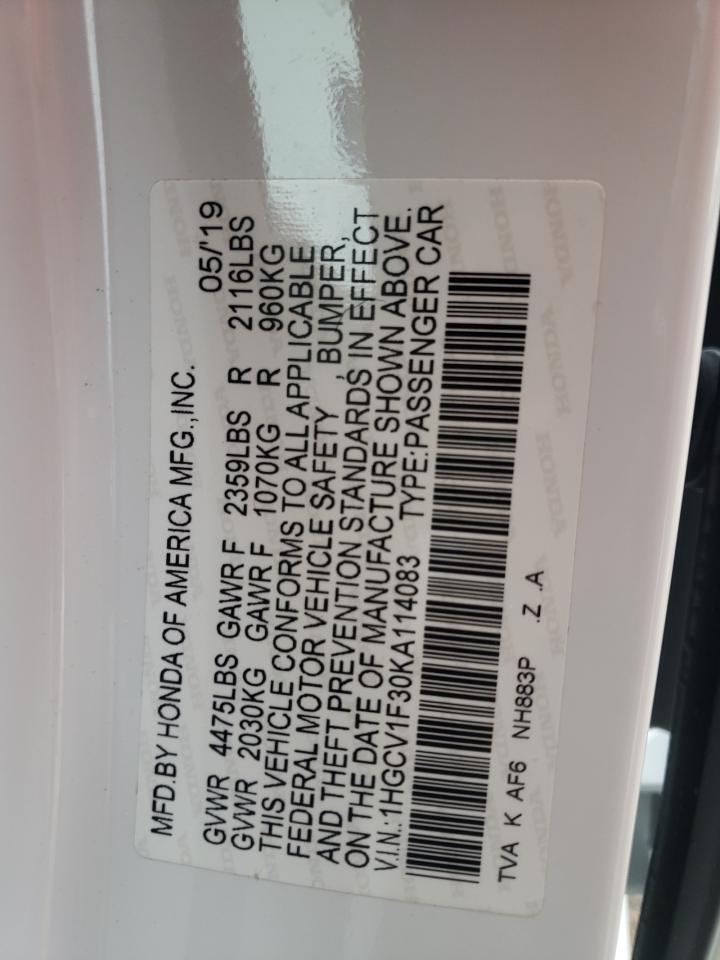 MFD.BY HONDA OF AMERICA MFG.,INC. 05/'19
GVWR 4475LBS GAWR F 2359LBS R 2116LBS
GVWR 2030KG GAWR F 1070KG R 960KG
THIS VEHICLE CONFORMS TO ALL APPLICABLE
FEDERAL MOTOR VEHICLE SAFETY , BUMPER,
AND THEFT PREVENTION STANDARDS IN EFFECT
ON THE DATE OF MANUFACTURE SHOWN ABOVE.
V.I.N.:1HGCV1F30KA114083 TYPE:PASSENGER CAR
TVA K AF6 NH883P .Z .A